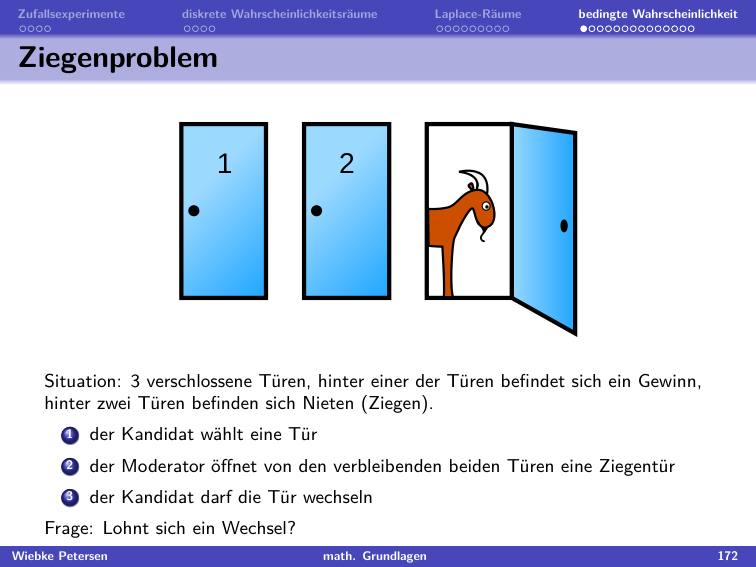 Zufallsexperimente diskrete Wahrscheinlichkeitsräume Laplace-Räume bedingte Wahrscheinlichkeit
Ziegenproblem
1 2
Situation: 3 verschlossene Türen, hinter einer der Türen befindet sich ein Gewinn,
hinter zwei Türen befinden sich Nieten (Ziegen).
1 der Kandidat wählt eine Tür
2 der Moderator öffnet von den verbleibenden beiden Türen eine Ziegentür
3 der Kandidat darf die Tür wechseln
Frage: Lohnt sich ein Wechsel?
Wiebke Petersen math. Grundlagen 172